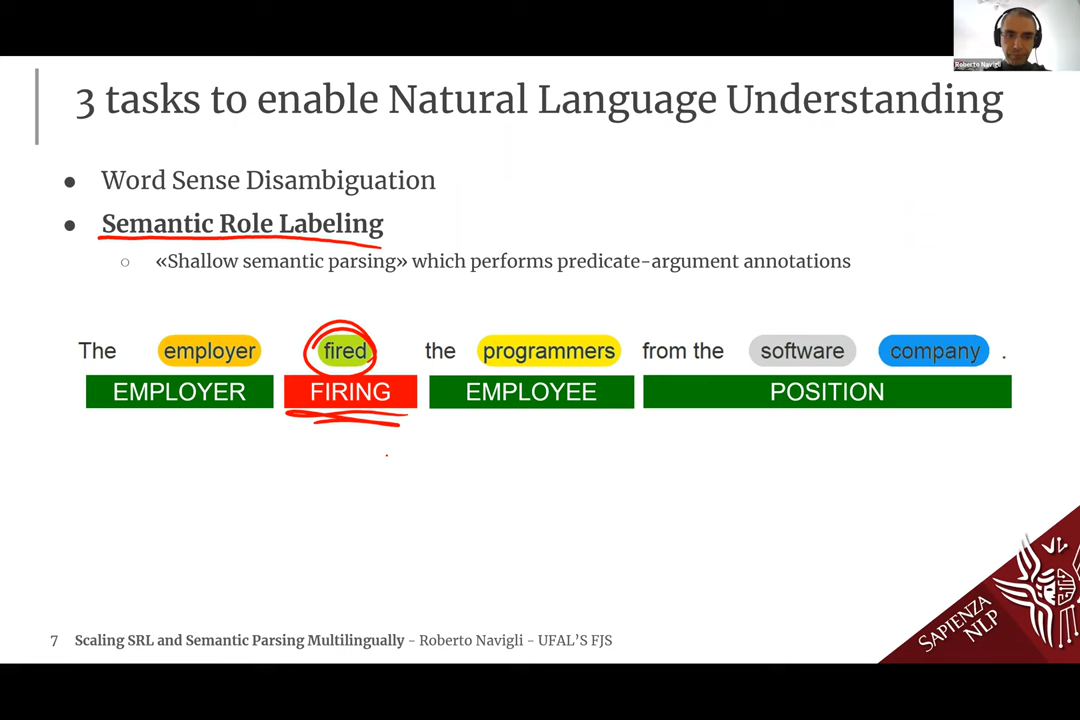 Roberto Navigli
3 tasks to enable Natural Language Understanding
● Word Sense Disambiguation
● Semantic Role Labeling
○ «Shallow semantic parsing» which performs predicate-argument annotations
The employer fired the programmers from the software company .
EMPLOYER FIRING EMPLOYEE POSITION
SAPIENZA
NLP
7 Scaling SRL and Semantic Parsing Multilingually - Roberto Navigli - UFAL'S FJS